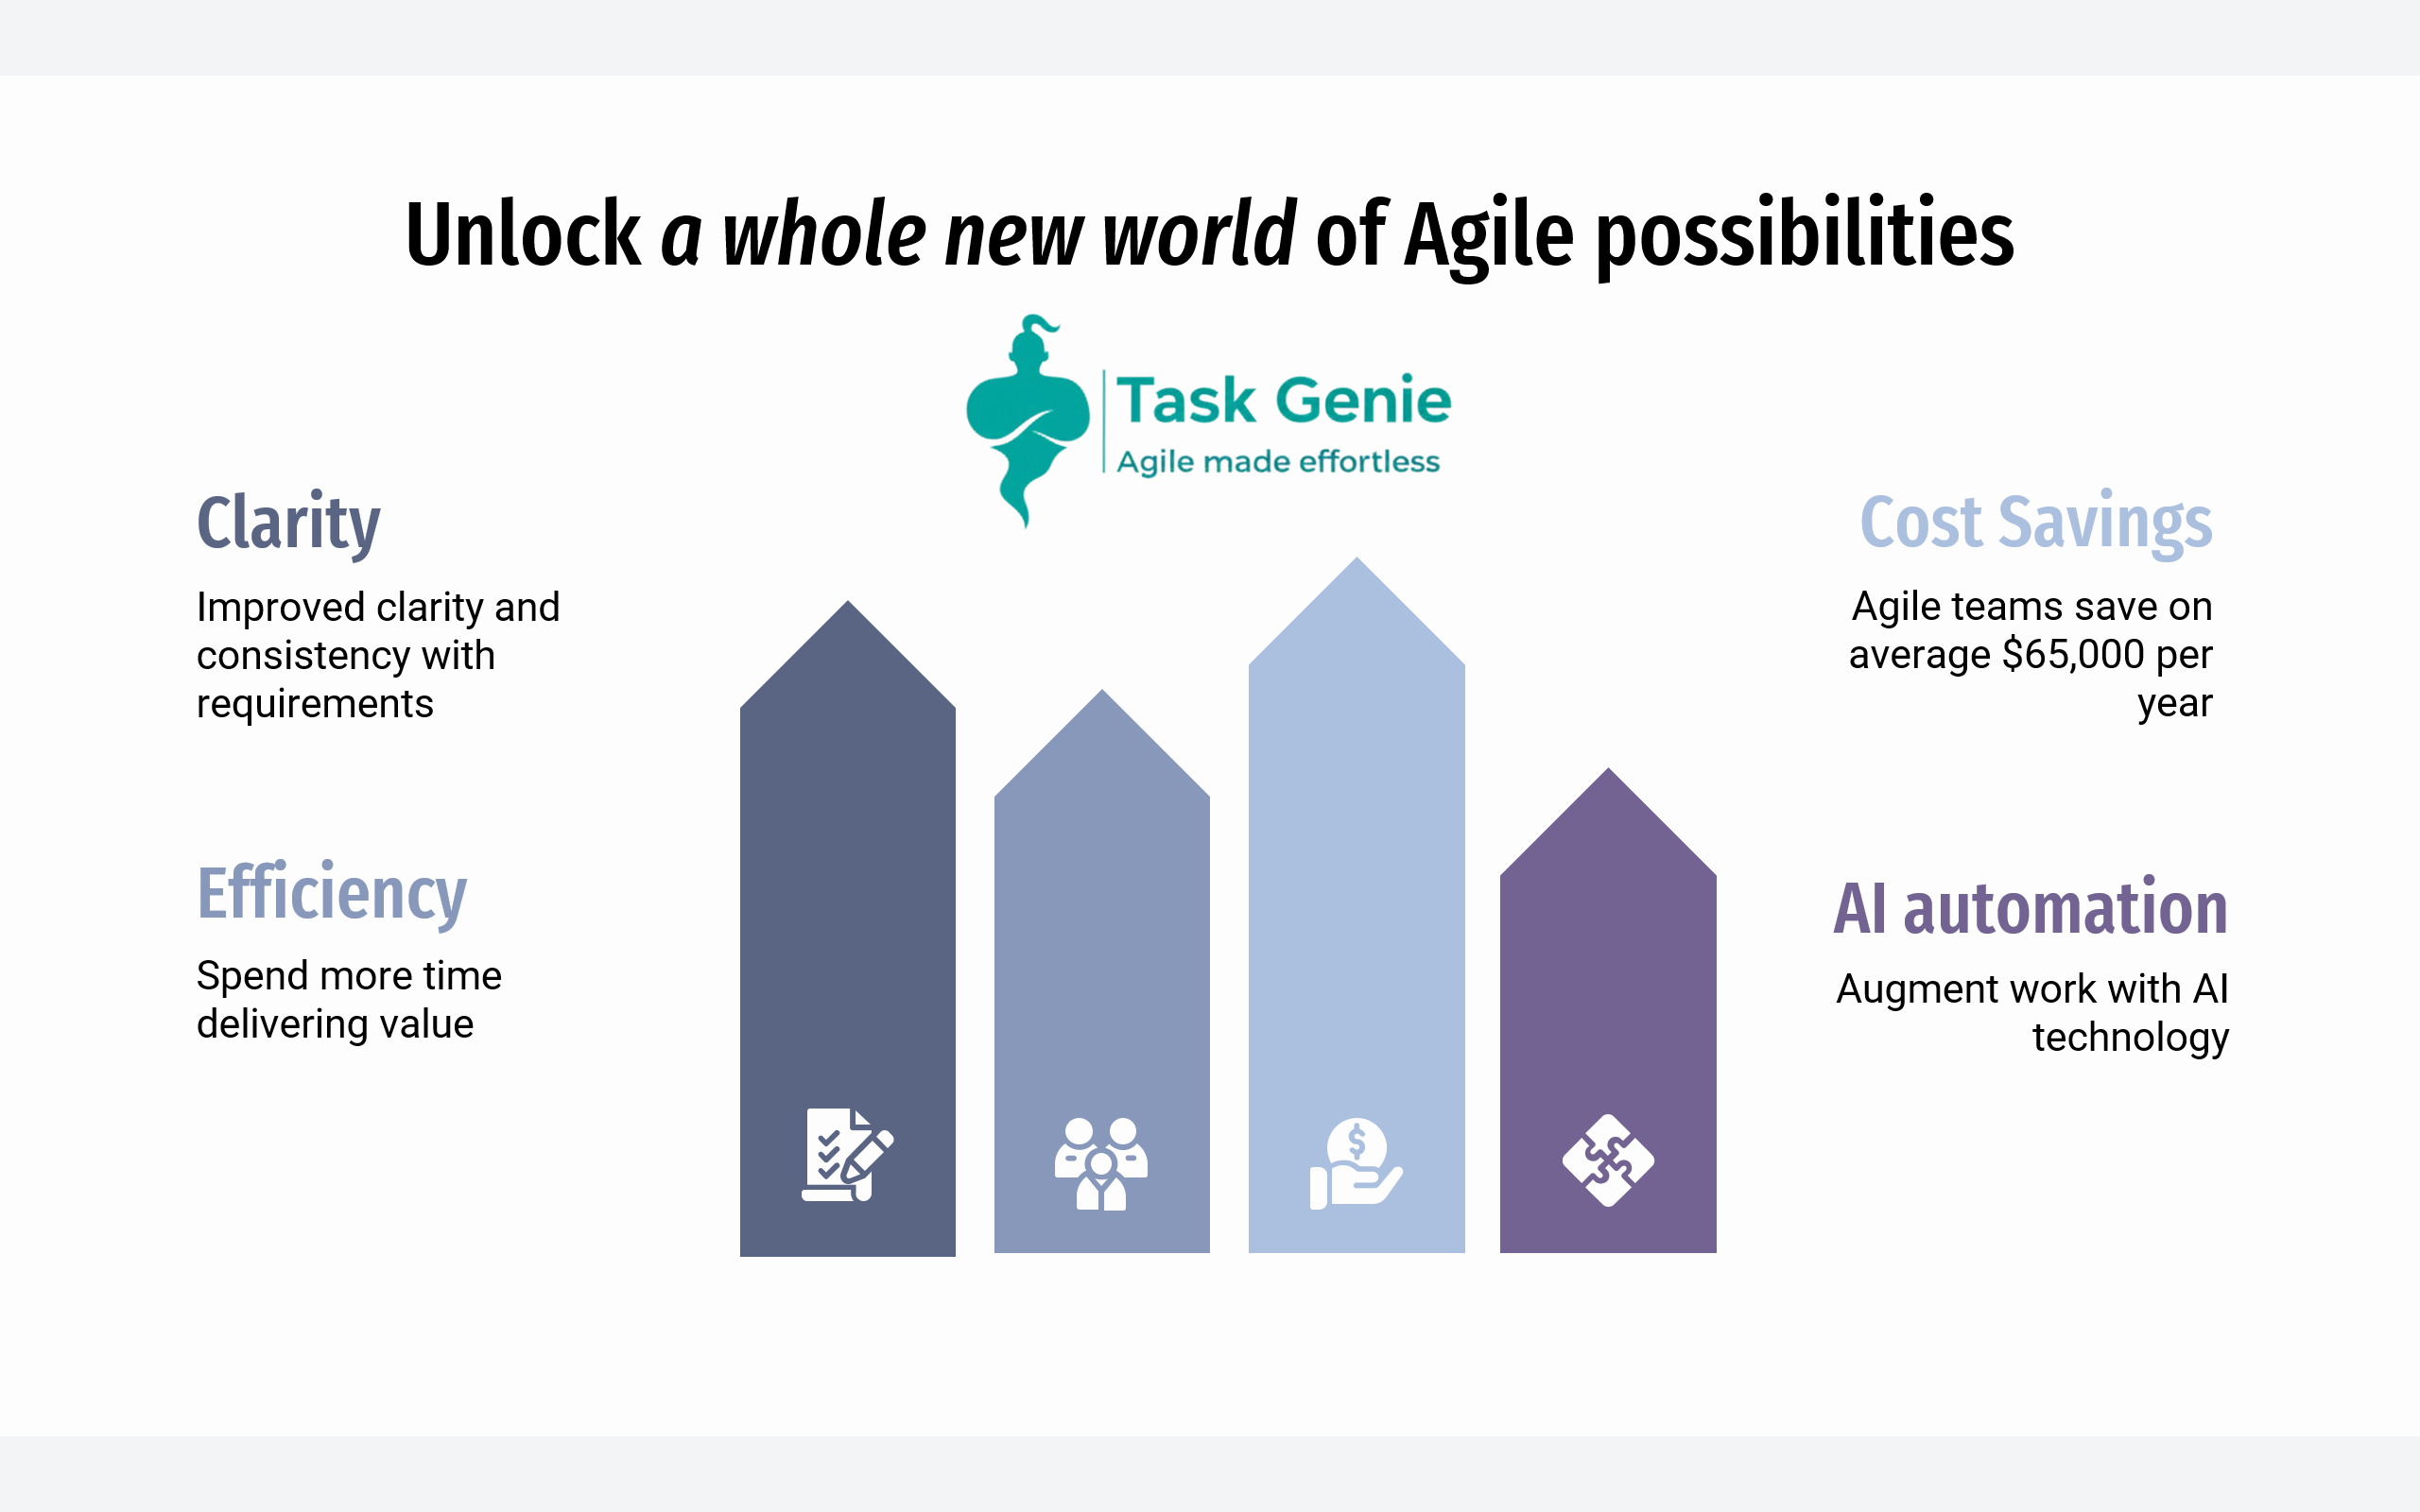 Unlock a whole new world of Agile possibilities
Task Genie
Agile made effortless
Clarity
Improved clarity and
consistency with
requirements
Efficiency
Spend more time
delivering value
Cost Savings
Agile teams save on
average $65,000 per
year
AI automation
Augment work with AI
technology
$